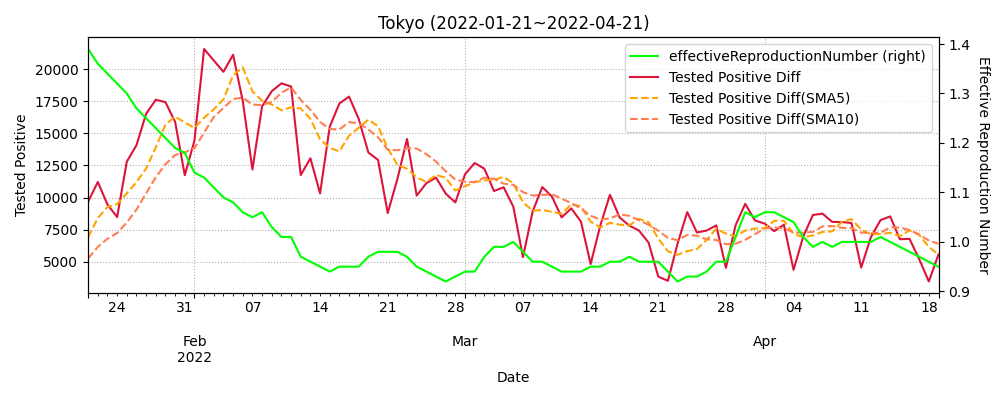 Tokyo (2022-01-21~2022-04-21)
effectiveReproductionNumber (right)
Tested Positive Diff
Tested Positive Diff(SMA5)
Tested Positive Diff(SMA10)
Tested Positive
20000
17500
15000
12500
10000
7500
5000
1.4
1.3
1.2
1.1
1.0
0.9
Effective Reproduction Number
24 31 07 14 21 28 07 14 21 28 04 11 18
Feb Mar Apr
2022
Date